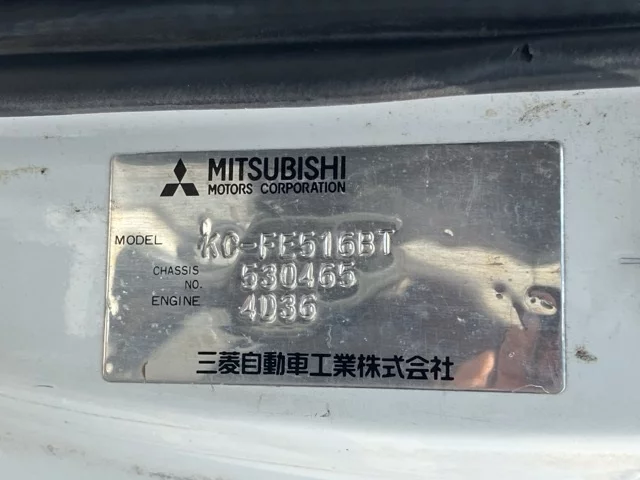 MITSUBISHI
MOTORS CORPORATION
MODEL KC-FE516BT
CHASSIS NO. 530465
ENGINE 4D36
三菱自動車工業株式会社